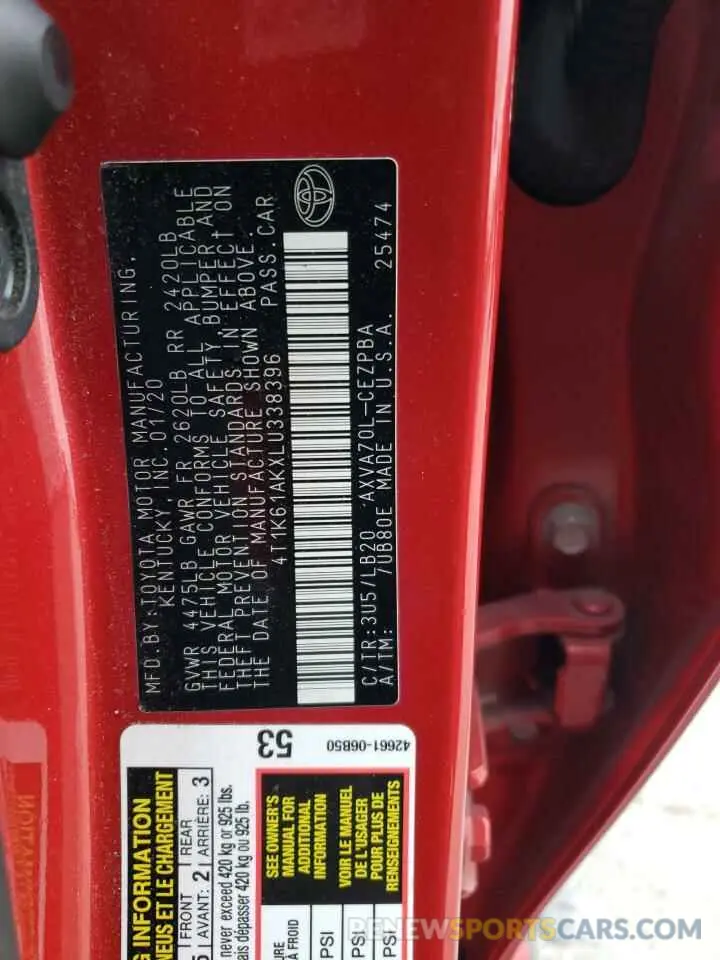 MFD.BY:TOYOTA MOTOR MANUFACTURING,
KENTUCKY, INC. 01/20
GVWR 4475LB GAWR FR 2620LB RR 2420LB
THIS VEHICLE CONFORMS TO ALL APPLICABLE
FEDERAL MOTOR VEHICLE SAFETY, BUMPER AND
THEFT PREVENTION STANDARDS IN EFFECT ON
THE DATE OF MANUFACTURE SHOWN ABOVE.
4T1K61AKXLU338396 PASS.CAR
C/TR:3U5/LB20 AXVA70L-CEZPBA
A/TM: /UB80E MADE IN U.S.A. 25474
53
42661-06B50
NG INFORMATION
PNEUS ET LE CHARGEMENT
5 FRONT 2 REAR 3
AVANT: ARRIÈRE:
never exceed 420 kg or 925 lbs.
jamais dépasser 420 kg ou 925 lb.
SEE OWNER'S
MANUAL FOR
ADDITIONAL
INFORMATION
VOIR LE MANUEL
DE L'USAGER
POUR PLUS DE
RENSEIGNEMENTS
À FROID
PSI
PSI
PSI
RENEWSPORTSCARS.COM